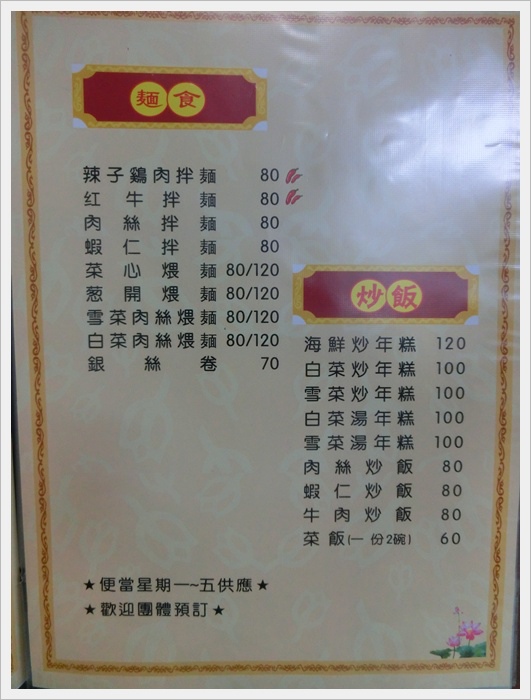 麵食
辣子鷄肉拌麵 80
红牛拌麵 80
肉絲拌麵 80
蝦仁拌麵 80
菜心煨麵 80/120
葱開煨麵 80/120
雪菜肉絲煨麵 80/120
白菜肉絲煨麵 80/120
銀絲卷 70
炒飯
海鮮炒年糕 120
白菜炒年糕 100
雪菜炒年糕 100
白菜湯年糕 100
雪菜湯年糕 100
肉絲炒飯 80
蝦仁炒飯 80
牛肉炒飯 80
菜飯(一份2碗) 60
★便當星期一~五供應★
★歡迎團體預訂★